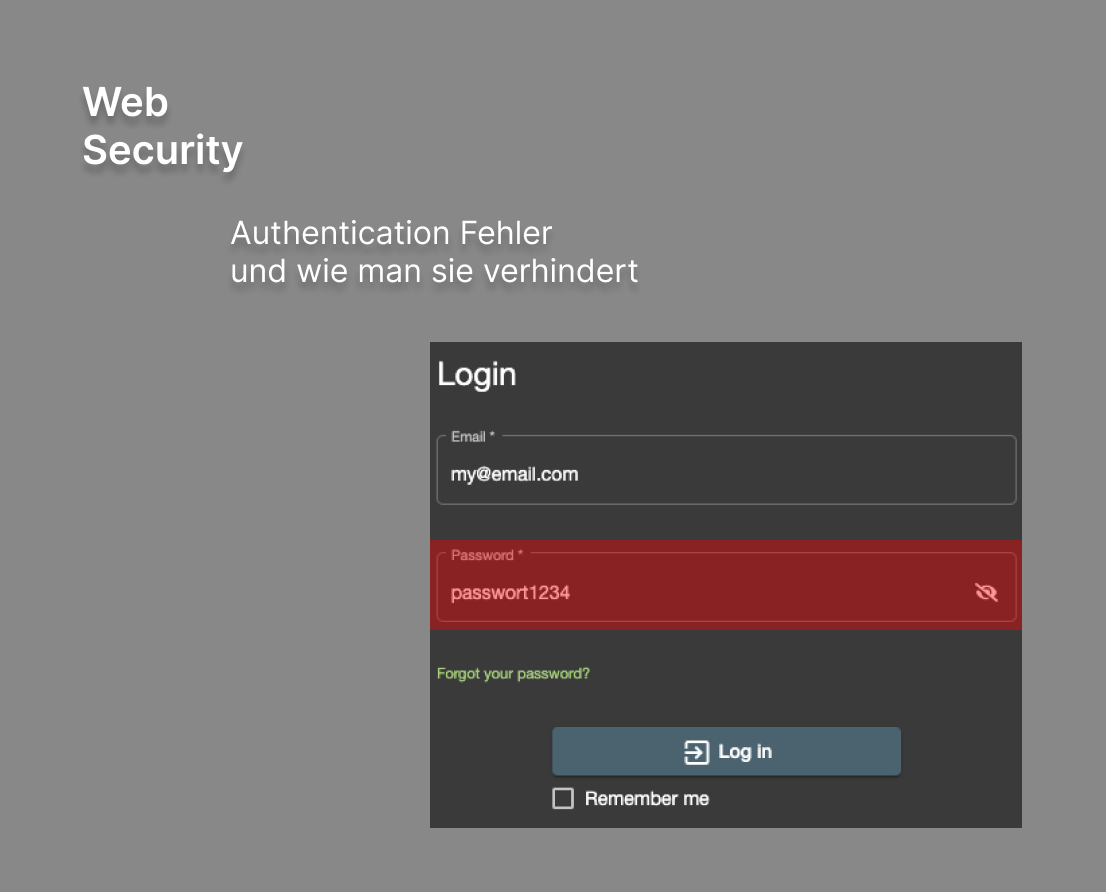 Web
Security
Authentication Fehler
und wie man sie verhindert
Login
Email *
my@email.com
Password *
passwort1234
Forgot your password?
Log in
Remember me